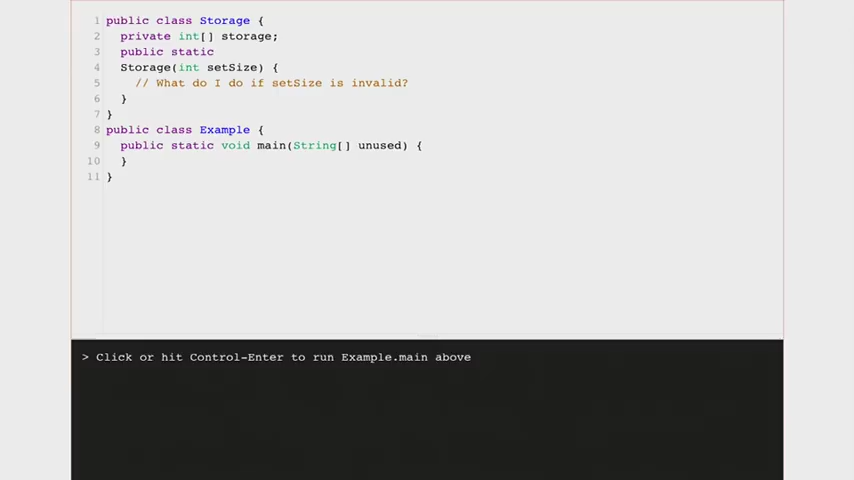 1 public class Storage {
2 private int[] storage;
3 public static
4 Storage(int setSize) {
5 // What do I do if setSize is invalid?
6 }
7 }
8 public class Example {
9 public static void main(String[] unused) {
10 }
11 }
> Click or hit Control-Enter to run Example.main above